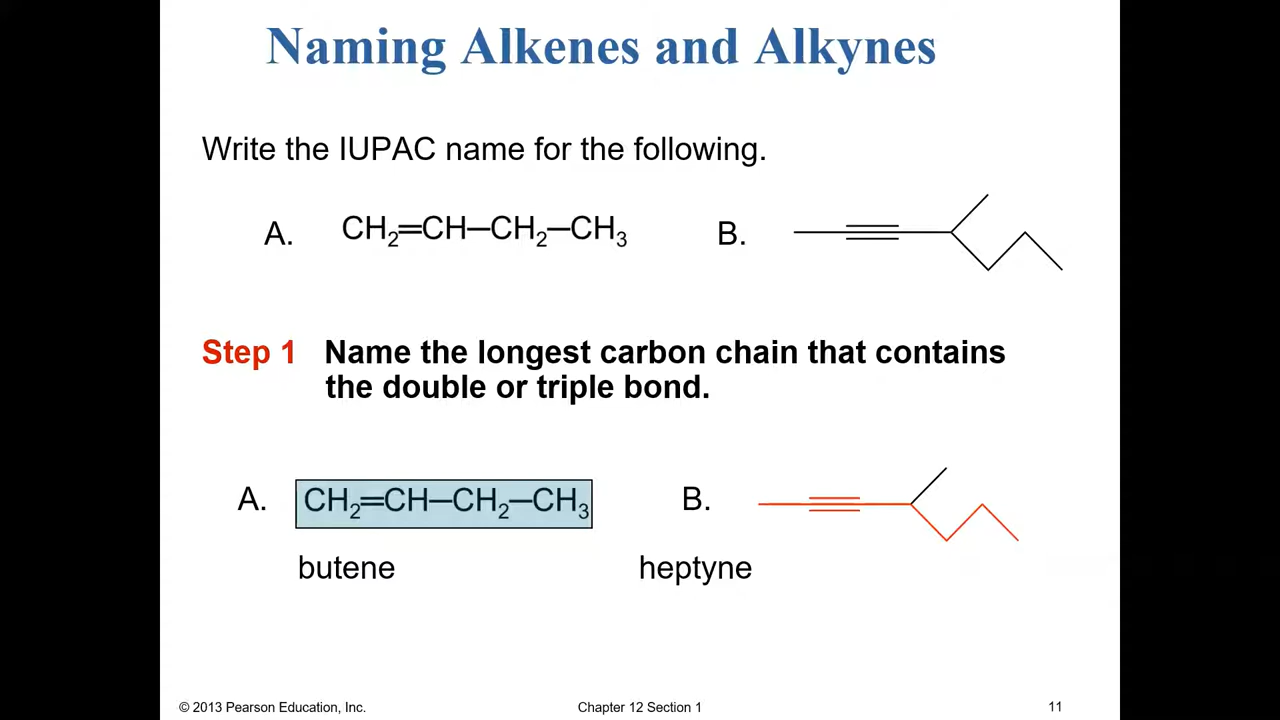 Naming Alkenes and Alkynes
Write the IUPAC name for the following.
A. CH₂=CH–CH₂–CH₃ B.
Step 1 Name the longest carbon chain that contains
the double or triple bond.
A. CH₂=CH–CH₂–CH₃ B.
butene heptyne
© 2013 Pearson Education, Inc. Chapter 12 Section 1 11